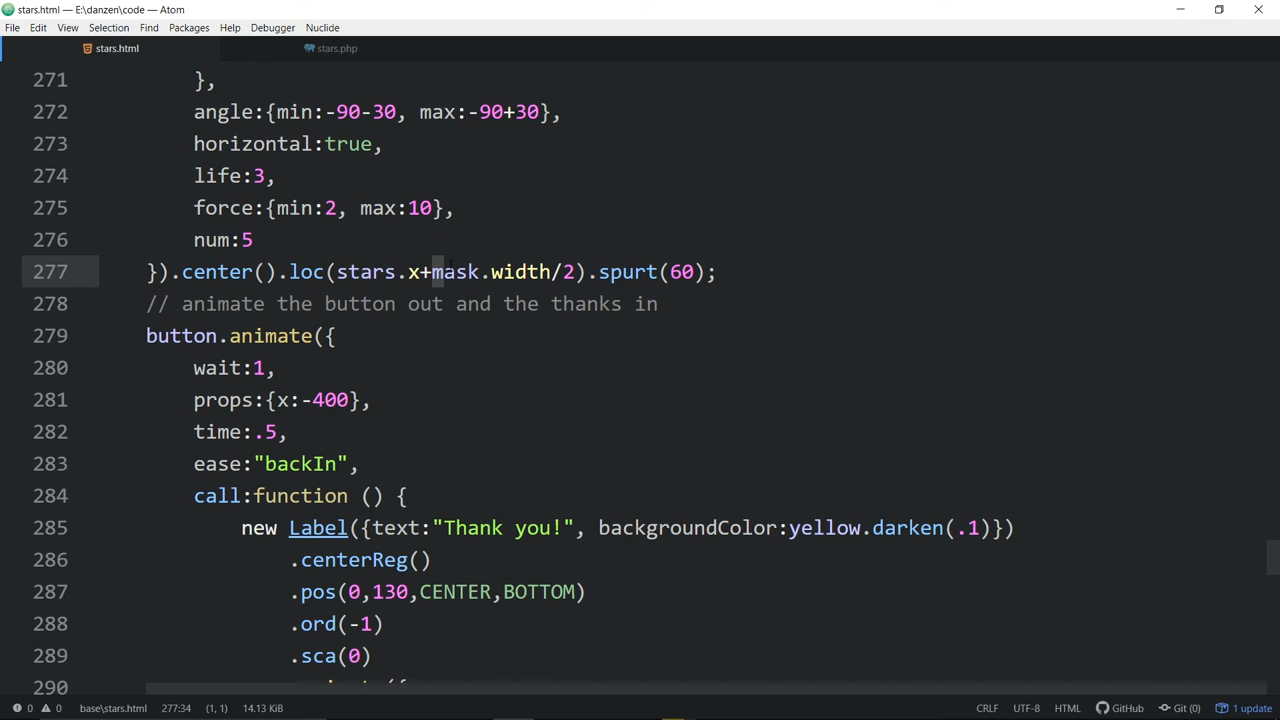 stars.html — E:\danzen\code — Atom
File Edit View Selection Find Packages Help Debugger Nuclide
stars.html stars.php
271 },
272 angle:{min:-90-30, max:-90+30},
273 horizontal:true,
274 life:3,
275 force:{min:2, max:10},
276 num:5
277 }).center().loc(stars.x+mask.width/2).spurt(60);
278 // animate the button out and the thanks in
279 button.animate({
280 wait:1,
281 props:{x:-400},
282 time:.5,
283 ease:"backIn",
284 call:function () {
285 new Label({text:"Thank you!", backgroundColor:yellow.darken(.1)})
286 .centerReg()
287 .pos(0,130,CENTER,BOTTOM)
288 .ord(-1)
289 .sca(0)
290
0 0 base\stars.html 277:34 (1, 1) 14.13 KiB CRLF UTF-8 HTML GitHub Git (0) 1 update